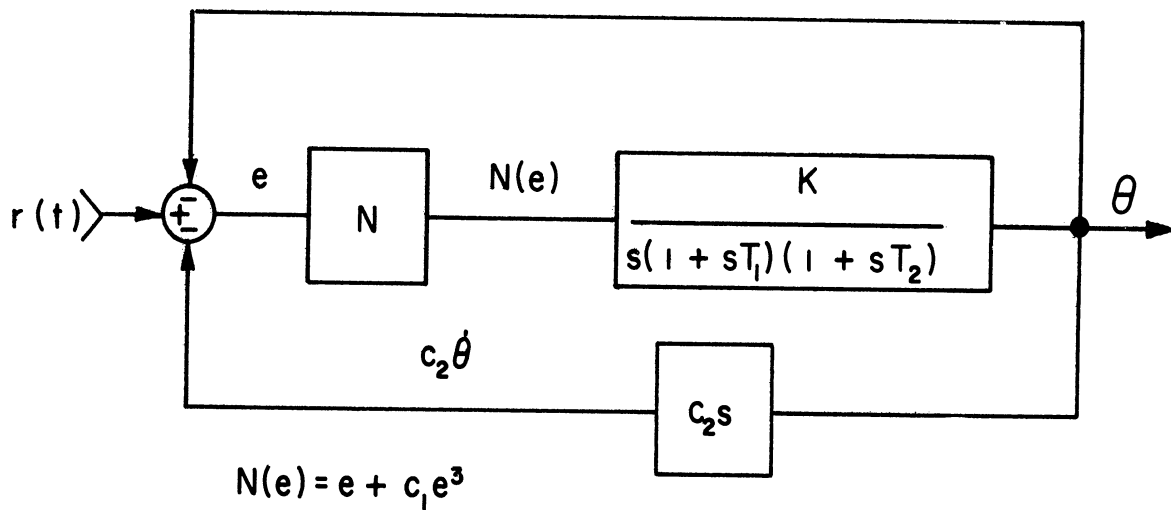 r(t)
+
−
−
e
N
N(e)
K
s(1 + sT₁)(1 + sT₂)
θ
c₂θ̇
C₂s
N(e) = e + c₁e³